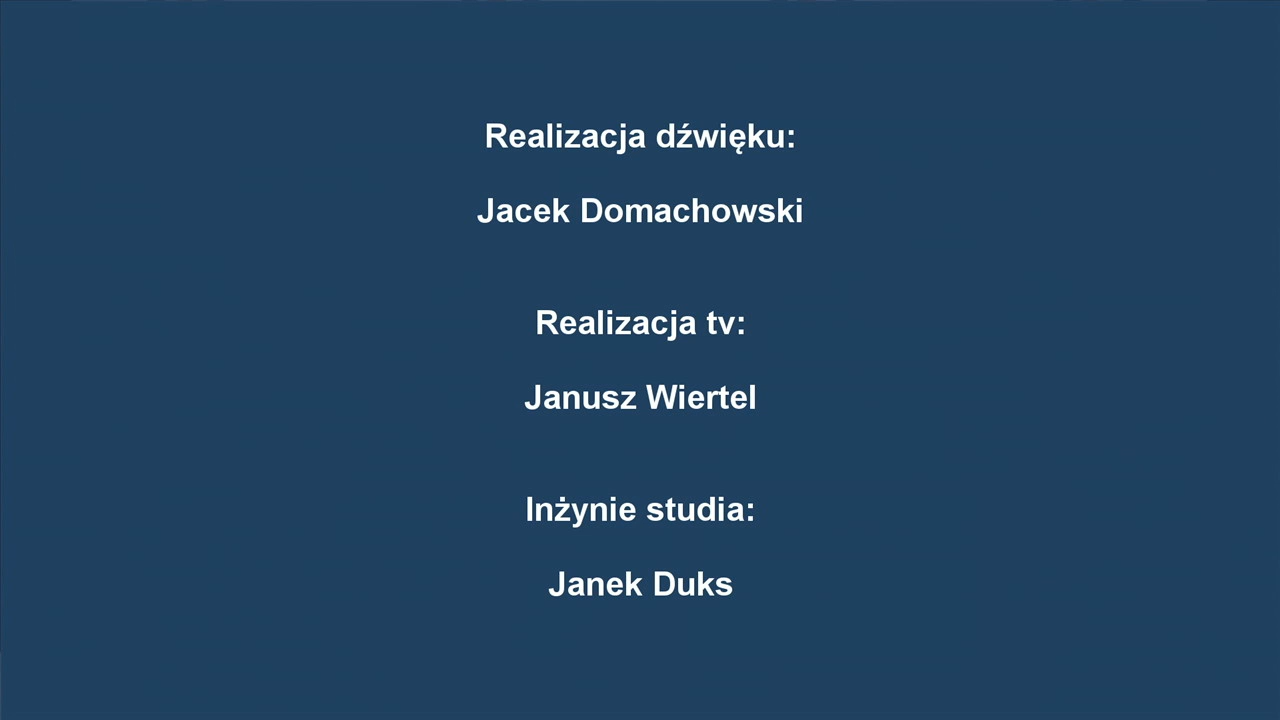 Realizacja dźwięku:
Jacek Domachowski
Realizacja tv:
Janusz Wiertel
Inżynie studia:
Janek Duks